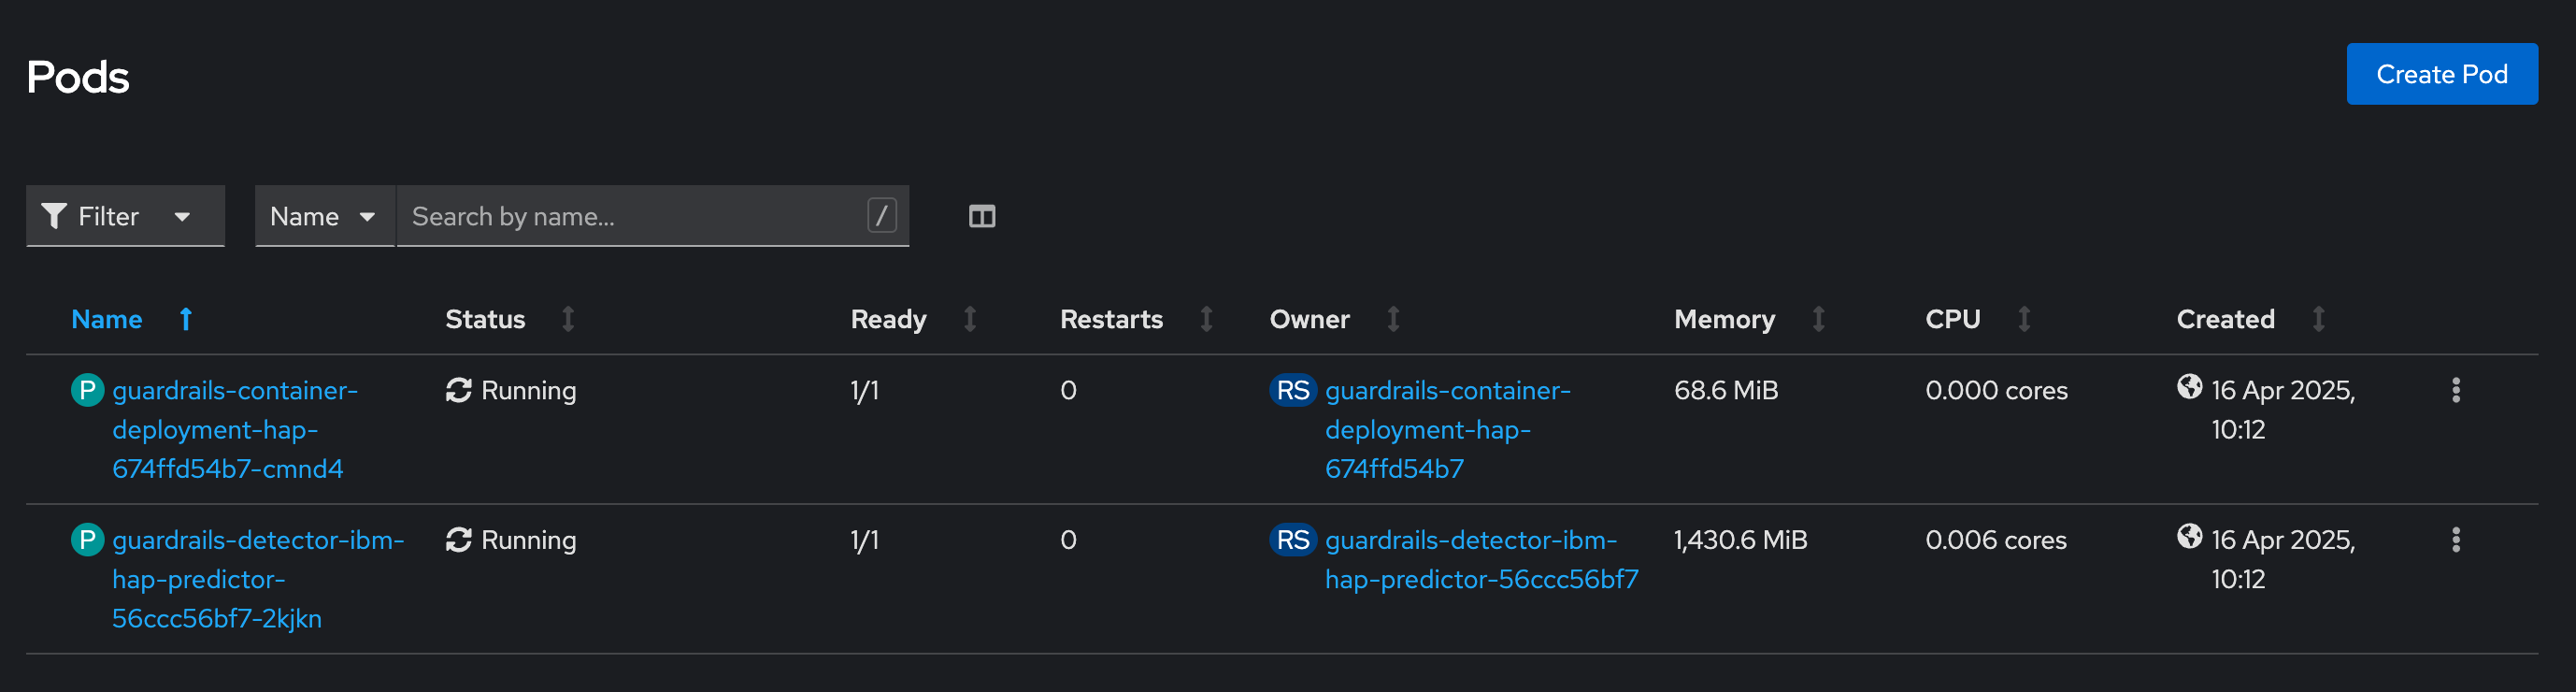 Pods
Create Pod
Filter
Name
Search by name...
/
Name Status Ready Restarts Owner Memory CPU Created
P guardrails-container- Running 1/1 0 RS guardrails-container- 68.6 MiB 0.000 cores 16 Apr 2025,
deployment-hap- deployment-hap- 10:12
674ffd54b7-cmnd4 674ffd54b7
P guardrails-detector-ibm- Running 1/1 0 RS guardrails-detector-ibm- 1,430.6 MiB 0.006 cores 16 Apr 2025,
hap-predictor- hap-predictor-56ccc56bf7 10:12
56ccc56bf7-2kjkn